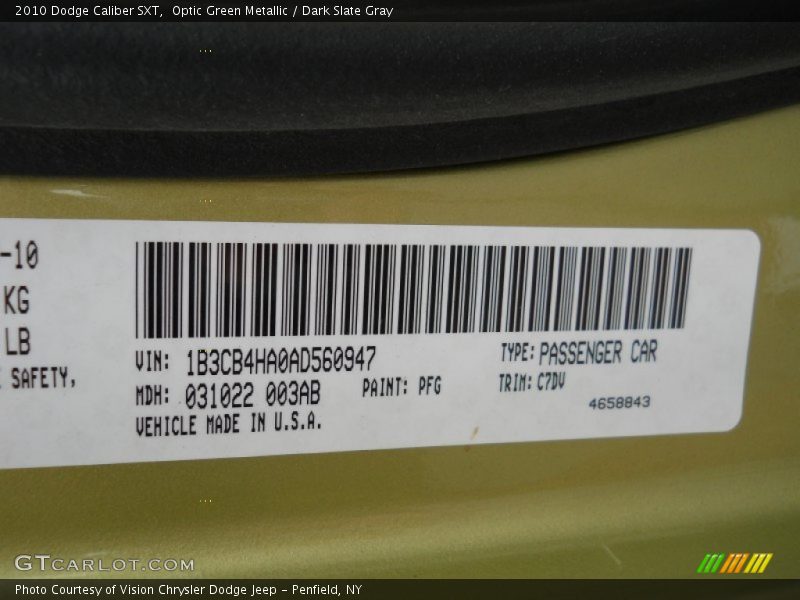 2010 Dodge Caliber SXT,  Optic Green Metallic / Dark Slate Gray
-10
KG
LB
SAFETY,
VIN: 1B3CB4HA0AD560947
TYPE: PASSENGER CAR
MDH: 031022 003AB
PAINT: PFG
TRIM: C7DV
VEHICLE MADE IN U.S.A.
4658843
GTCARLOT.COM
Photo Courtesy of Vision Chrysler Dodge Jeep – Penfield, NY